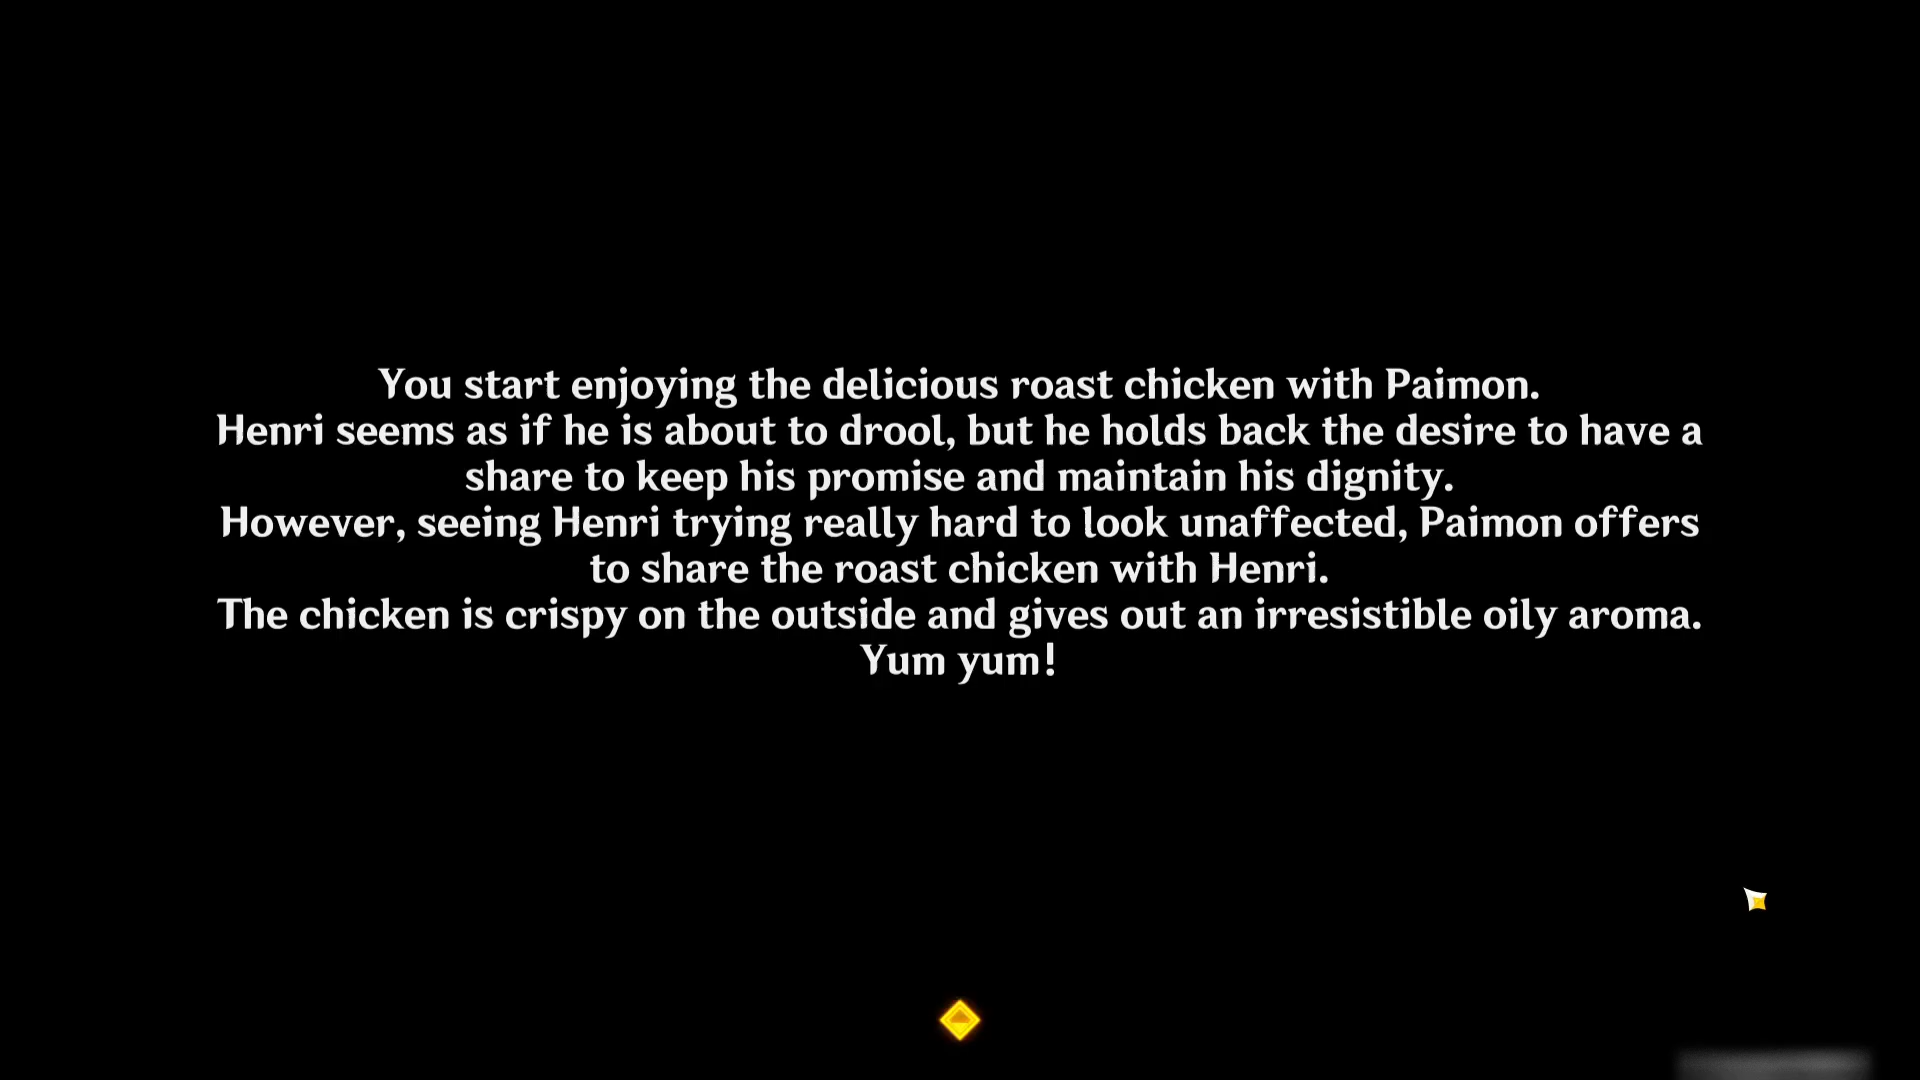 You start enjoying the delicious roast chicken with Paimon.
Henri seems as if he is about to drool, but he holds back the desire to have a
share to keep his promise and maintain his dignity.
However, seeing Henri trying really hard to look unaffected, Paimon offers
to share the roast chicken with Henri.
The chicken is crispy on the outside and gives out an irresistible oily aroma.
Yum yum!